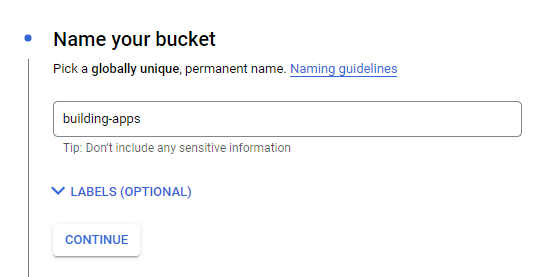 Name your bucket
Pick a globally unique, permanent name. Naming guidelines
building-apps
Tip: Don't include any sensitive information
LABELS (OPTIONAL)
CONTINUE